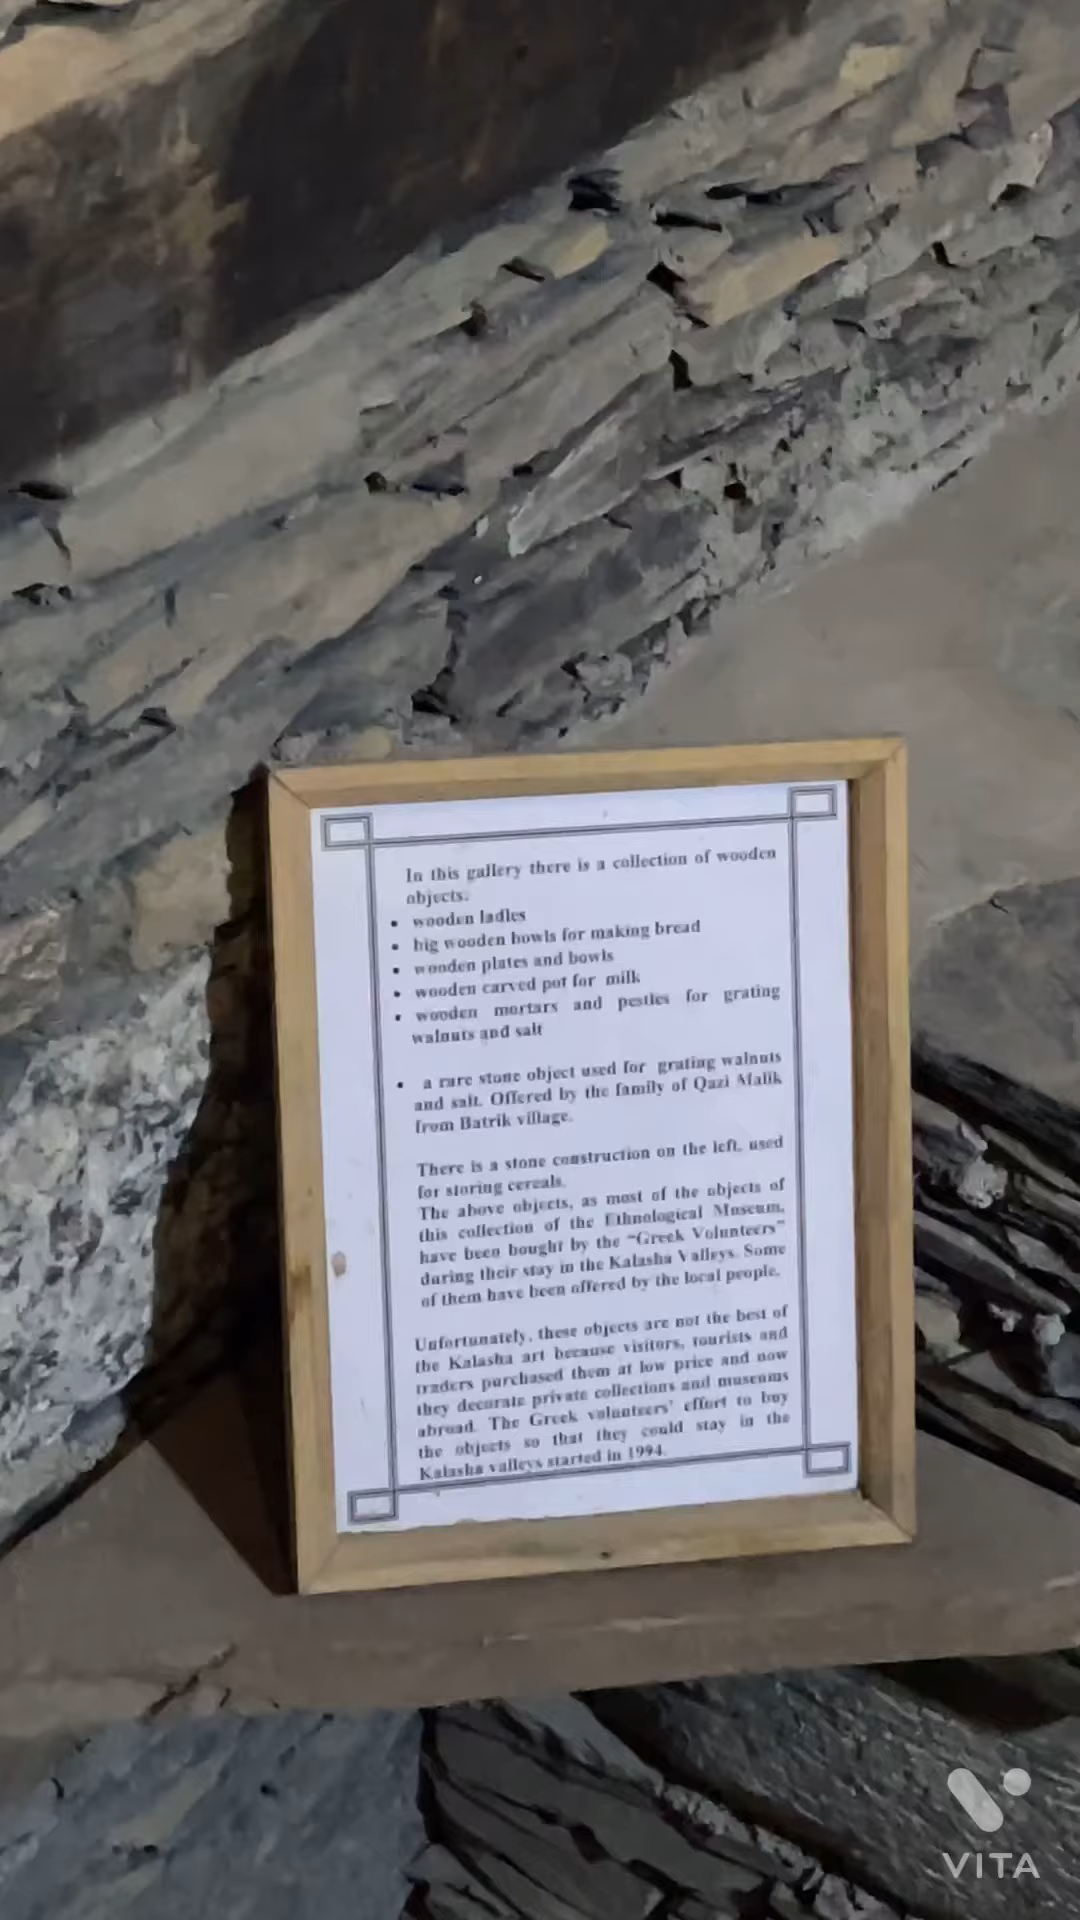 In this gallery there is a collection of wooden
objects:
• wooden ladles
• big wooden bowls for making bread
• wooden plates and bowls
• wooden carved pot for milk
• wooden mortars and pestles for grating
walnuts and salt
• a rare stone object used for grating walnuts
and salt. Offered by the family of Qazi Malik
from Batrik village.
There is a stone construction on the left, used
for storing cereals.
The above objects, as most of the objects of
this collection of the Ethnological Museum,
have been bought by the "Greek Volunteers"
during their stay in the Kalasha Valleys. Some
of them have been offered by the local people.
Unfortunately, these objects are not the best of
the Kalasha art because visitors, tourists and
traders purchased them at low price and now
they decorate private collections and museums
abroad. The Greek volunteers' effort to buy
the objects so that they could stay in the
Kalasha valleys started in 1994.
VITA